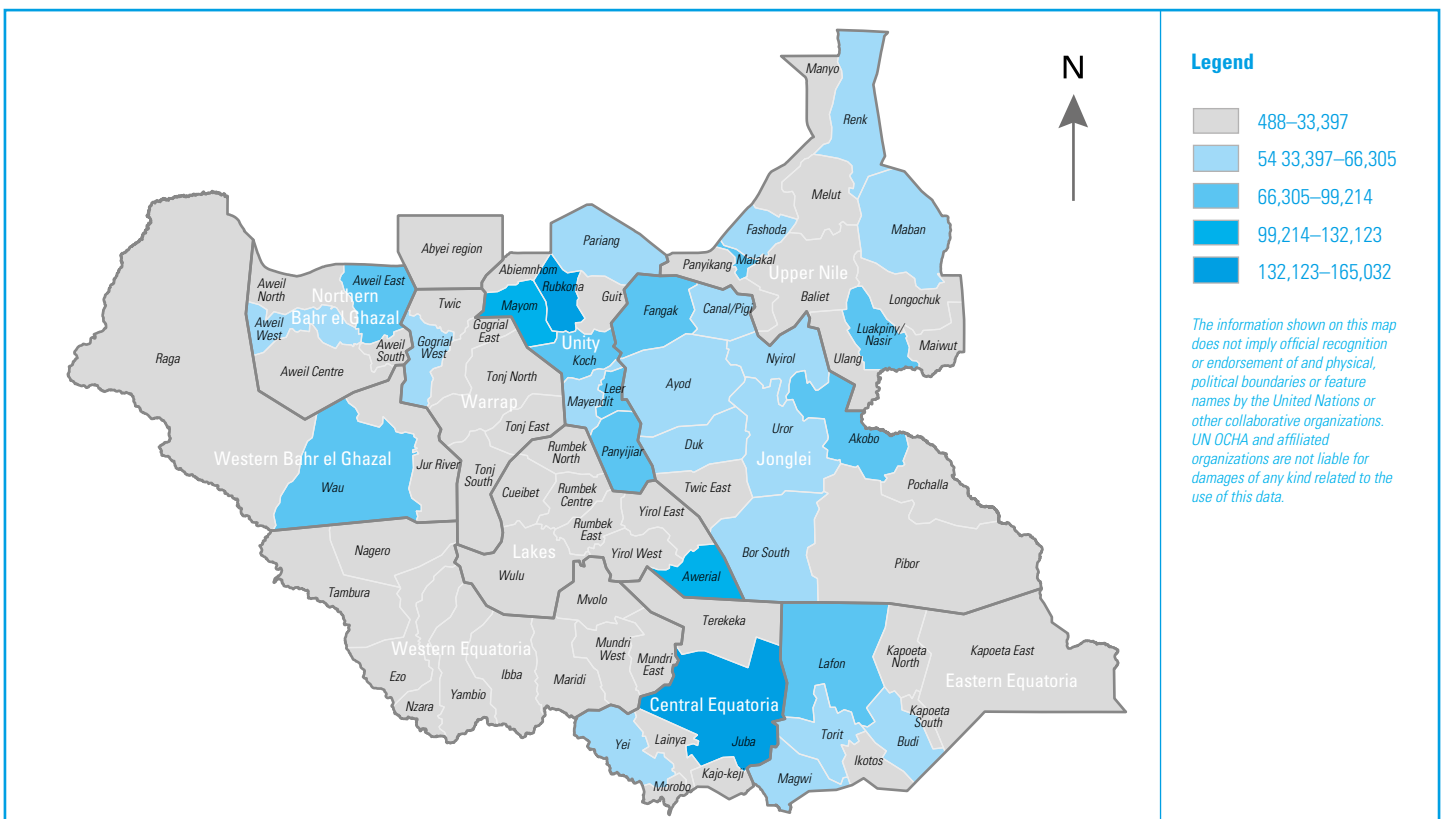 N
Manyo
Renk
Melut
Maban
Fashoda
Malakal
Panyikang
Upper Nile
Baliet
Longochuk
Luakpiny/
Nasir
Maiwut
Ulang
Abyei region
Pariang
Abiemnhom
Rubkona
Guit
Mayom
Unity
Koch
Leer
Mayendit
Panyijiar
Fangak
Canal/Pigi
Nyirol
Ayod
Uror
Duk
Akobo
Jonglei
Pochalla
Twic East
Bor South
Pibor
Aweil
North
Northern
Bahr el Ghazal
Aweil East
Aweil
West
Aweil
South
Aweil Centre
Raga
Western Bahr el Ghazal
Wau
Jur River
Twic
Gogrial
East
Gogrial
West
Tonj North
Warrap
Tonj East
Tonj
South
Rumbek
North
Cueibet
Rumbek
Centre
Rumbek
East
Yirol East
Yirol West
Lakes
Wulu
Awerial
Nagero
Tambura
Western Equatoria
Ezo
Nzara
Yambio
Ibba
Maridi
Mvolo
Mundri
West
Mundri
East
Terekeka
Central Equatoria
Juba
Yei
Lainya
Morobo
Kajo-keji
Lafon
Torit
Magwi
Ikotos
Budi
Kapoeta
North
Kapoeta
South
Kapoeta East
Eastern Equatoria
Legend
488–33,397
54 33,397–66,305
66,305–99,214
99,214–132,123
132,123–165,032
The information shown on this map
does not imply official recognition
or endorsement of and physical,
political boundaries or feature
names by the United Nations or
other collaborative organizations.
UN OCHA and affiliated
organizations are not liable for
damages of any kind related to the
use of this data.